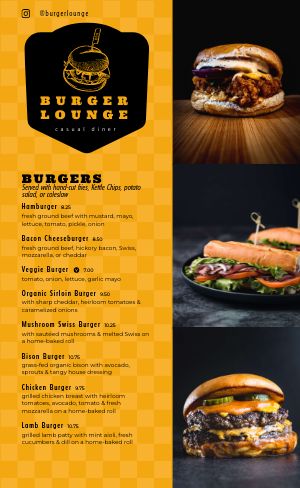 @burgerlounge
BURGER
LOUNGE
casual diner
BURGERS
Served with hand-cut fries, Kettle Chips, potato
salad, or coleslaw
Hamburger 8.25
fresh ground beef with mustard, mayo,
lettuce, tomato, pickle, onion
Bacon Cheeseburger 8.50
fresh ground beef, hickory bacon, Swiss,
mozzarella, or cheddar
Veggie Burger 7.00
tomato, onion, lettuce, garlic mayo
Organic Sirloin Burger 9.50
with sharp cheddar, heirloom tomatoes &
caramelized onions
Mushroom Swiss Burger 10.25
with sautéed mushrooms & melted Swiss on
a home-baked roll
Bison Burger 10.75
grass-fed organic bison with avocado,
sprouts & tangy house dressing
Chicken Burger 9.75
grilled chicken breast with heirloom
tomatoes, avocado, tomato & fresh
mozzarella on a home-baked roll
Lamb Burger 10.75
grilled lamb patty with mint aioli, fresh
cucumbers & dill on a home-baked roll